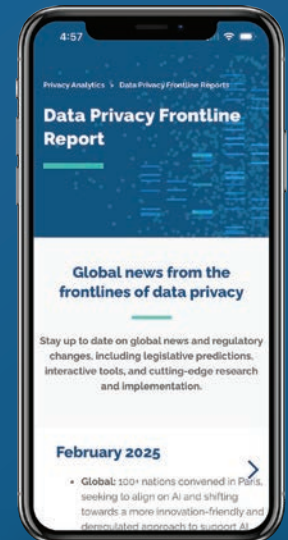 4:57
Privacy Analytics > Data Privacy Frontline Reports
Data Privacy Frontline
Report
Global news from the
frontlines of data privacy
Stay up to date on global news and regulatory
changes, including legislative predictions,
interactive tools, and cutting-edge research
and implementation.
February 2025
• Global: 100+ nations convened in Paris,
seeking to align on Ai and shifting
towards a more innovation-friendly and
deregulated approach to support AI